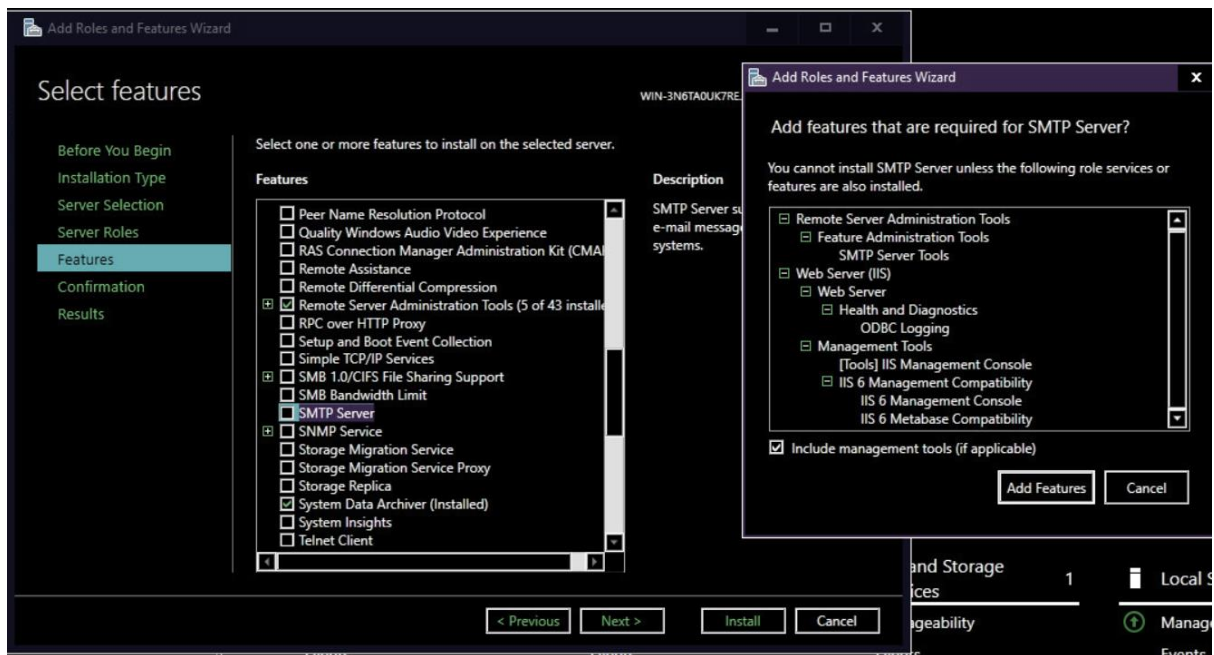 Add Roles and Features Wizard
Select features
WIN-3N6TA0UK7RE.
Before You Begin
Installation Type
Server Selection
Server Roles
Features
Confirmation
Results
Select one or more features to install on the selected server.
Features
Peer Name Resolution Protocol
Quality Windows Audio Video Experience
RAS Connection Manager Administration Kit (CMA
Remote Assistance
Remote Differential Compression
Remote Server Administration Tools (5 of 43 installe
RPC over HTTP Proxy
Setup and Boot Event Collection
Simple TCP/IP Services
SMB 1.0/CIFS File Sharing Support
SMB Bandwidth Limit
SMTP Server
SNMP Service
Storage Migration Service
Storage Migration Service Proxy
Storage Replica
System Data Archiver (Installed)
System Insights
Telnet Client
Description
SMTP Server su
e-mail message
systems.
< Previous
Next >
Install
Cancel
Add Roles and Features Wizard
X
Add features that are required for SMTP Server?
You cannot install SMTP Server unless the following role services or
features are also installed.
Remote Server Administration Tools
Feature Administration Tools
SMTP Server Tools
Web Server (IIS)
Web Server
Health and Diagnostics
ODBC Logging
Management Tools
[Tools] IIS Management Console
IIS 6 Management Compatibility
IIS 6 Management Console
IIS 6 Metabase Compatibility
Include management tools (if applicable)
Add Features
Cancel
and Storage
ices
1
Local S
ageability
Manage
Events